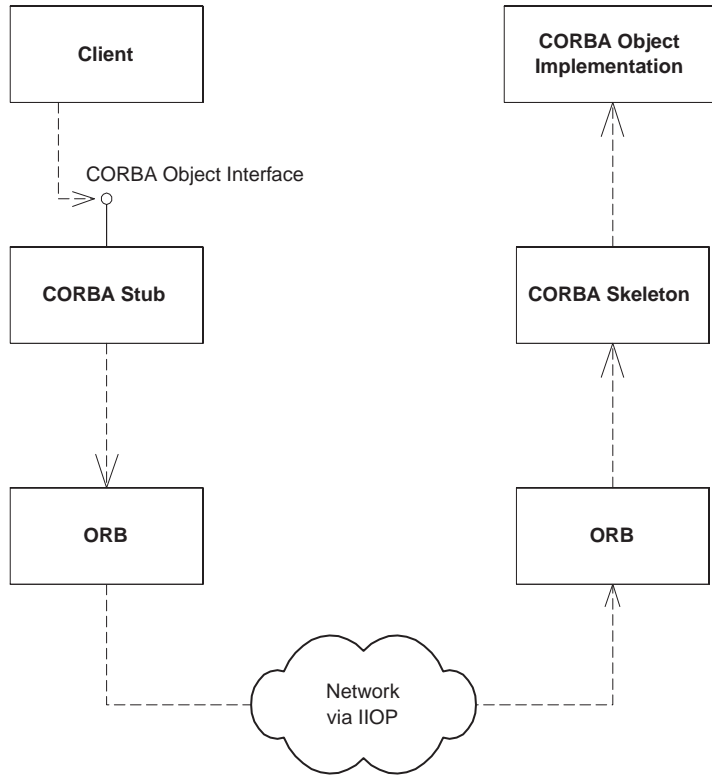 Client
CORBA Object
Implementation
CORBA Object Interface
CORBA Stub
CORBA Skeleton
ORB
ORB
Network
via IIOP